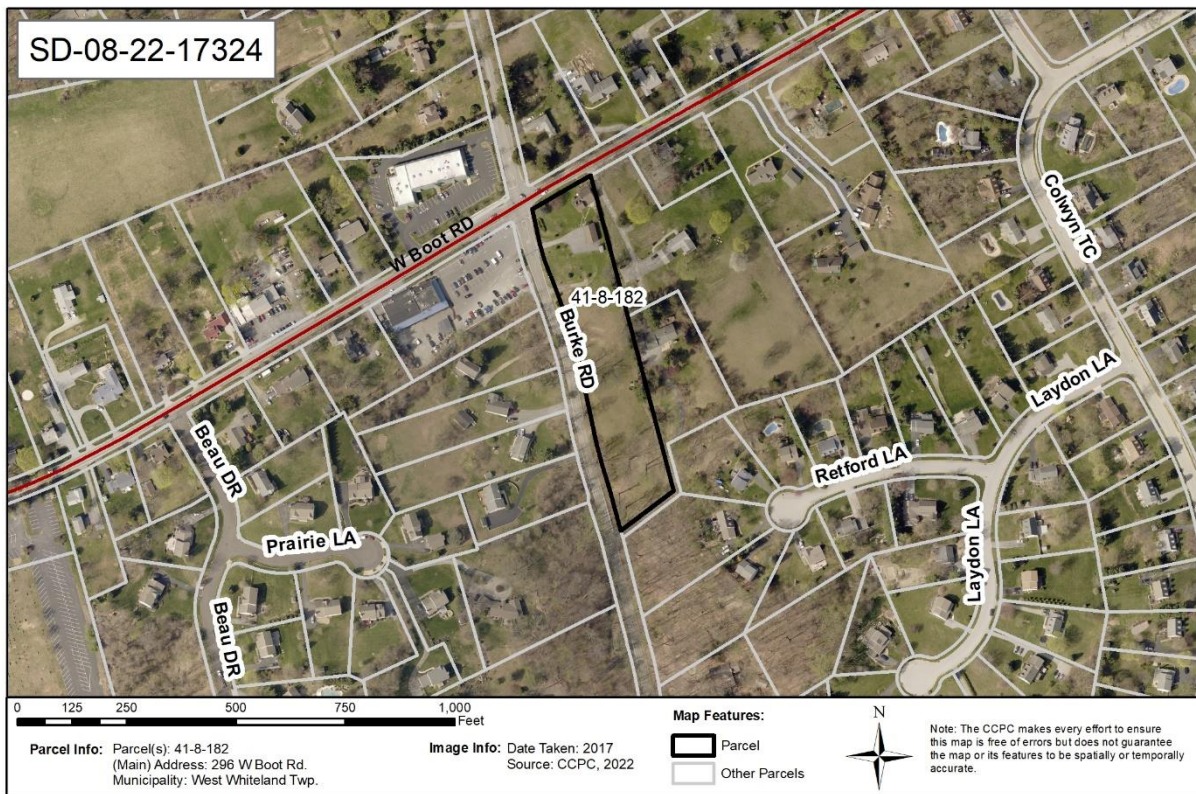 SD-08-22-17324
W Boot RD
41-8-182
Burke RD
Colwyn TC
Laydon LA
Retford LA
Laydon LA
Beau DR
Prairie LA
Beau DR
0 125 250 500 750 1,000
Feet
Parcel Info: Parcel(s): 41-8-182
(Main) Address: 296 W Boot Rd.
Municipality: West Whiteland Twp.
Image Info: Date Taken: 2017
Source: CCPC, 2022
Map Features:
Parcel
Other Parcels
N
Note: The CCPC makes every effort to ensure
this map is free of errors but does not guarantee
the map or its features to be spatially or temporally
accurate.